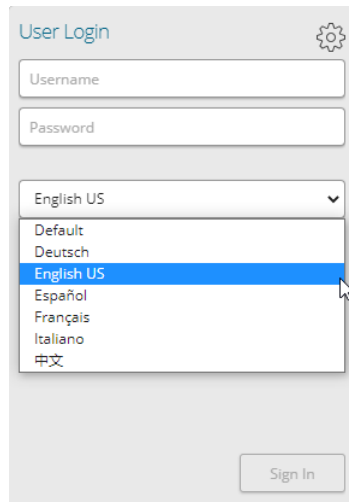 User Login
Username
Password
English US
Default
Deutsch
English US
Español
Français
Italiano
中文
Sign In